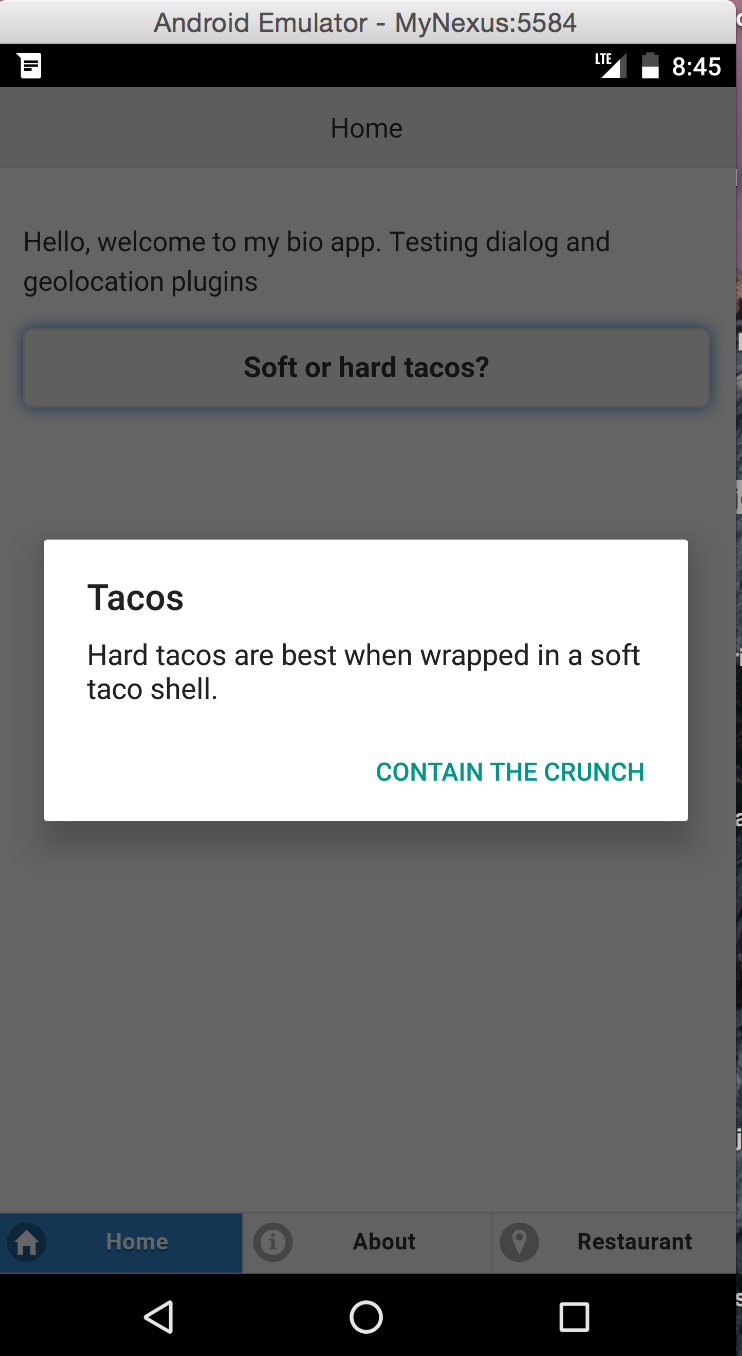 Android Emulator - MyNexus:5584
LTE 8:45
Home
Hello, welcome to my bio app. Testing dialog and
geolocation plugins
Soft or hard tacos?
Tacos
Hard tacos are best when wrapped in a soft
taco shell.
CONTAIN THE CRUNCH
Home About Restaurant